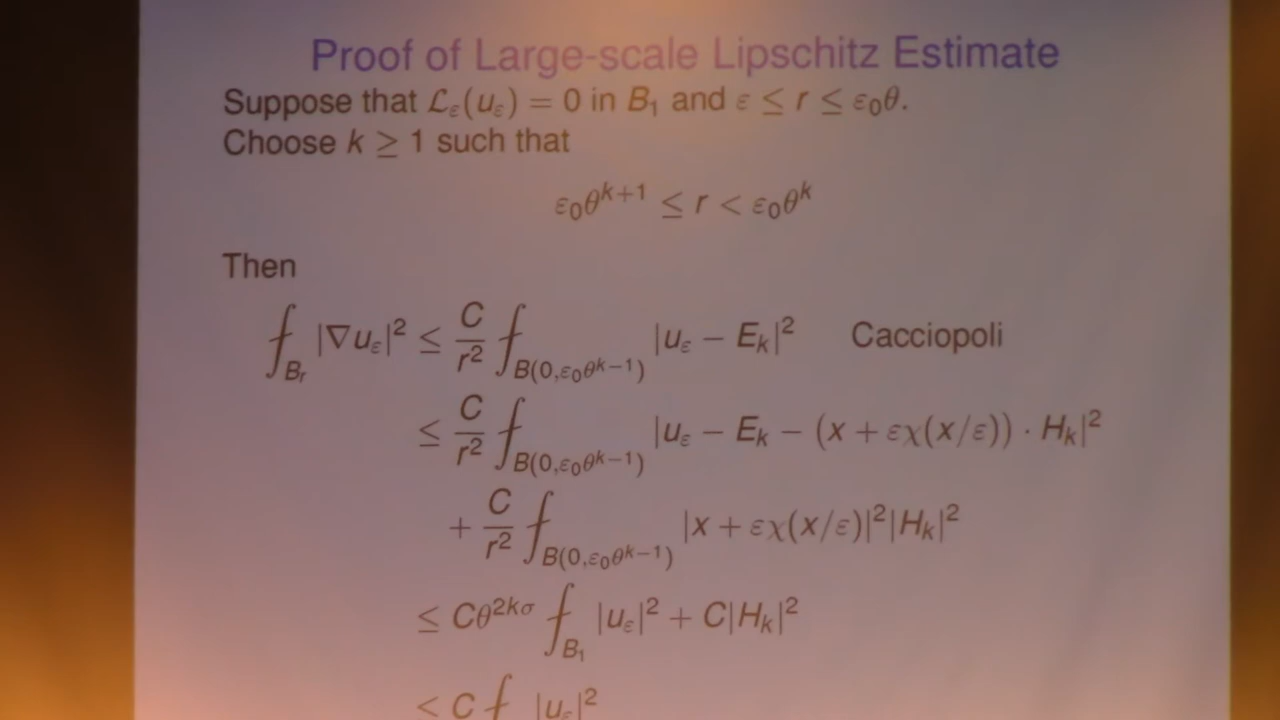 Proof of Large-scale Lipschitz Estimate
Suppose that ℒ_ε(u_ε) = 0 in B_1 and ε ≤ r ≤ ε_0θ.
Choose k ≥ 1 such that
ε_0θ^{k+1} ≤ r < ε_0θ^k
Then
⨍_{B_r} |∇u_ε|^2 ≤ C/r^2 ⨍_{B(0,ε_0θ^{k−1})} |u_ε − E_k|^2 Cacciopoli
≤ C/r^2 ⨍_{B(0,ε_0θ^{k−1})} |u_ε − E_k − (x + εχ(x/ε)) · H_k|^2
+ C/r^2 ⨍_{B(0,ε_0θ^{k−1})} |x + εχ(x/ε)|^2|H_k|^2
≤ Cθ^{2kσ} ⨍_{B_1} |u_ε|^2 + C|H_k|^2
< C ⨍ |u_ε|^2